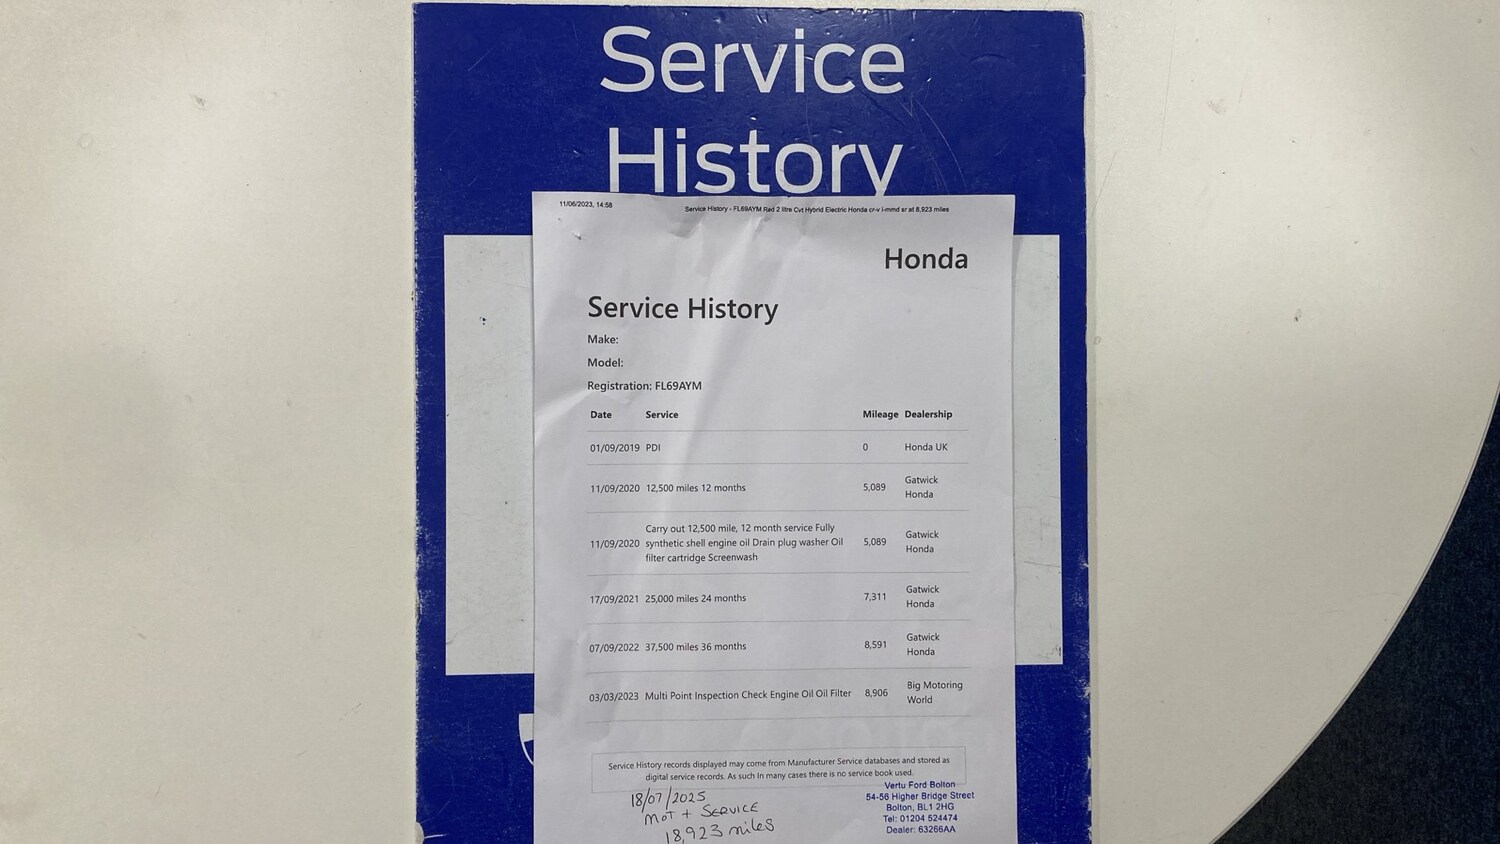 Service
History
11/06/2023, 14:58
Service History - FL69AYM Red 2 litre Cvt Hybrid Electric Honda cr-v i-mmd sr at 8,923 miles
Honda
Service History
Make:
Model:
Registration: FL69AYM
Date Service Mileage Dealership
01/09/2019 PDI 0 Honda UK
11/09/2020 12,500 miles 12 months 5,089 Gatwick
Honda
Carry out 12,500 mile, 12 month service Fully
11/09/2020 synthetic shell engine oil Drain plug washer Oil 5,089 Gatwick
filter cartridge Screenwash Honda
17/09/2021 25,000 miles 24 months 7,311 Gatwick
Honda
07/09/2022 37,500 miles 36 months 8,591 Gatwick
Honda
03/03/2023 Multi Point Inspection Check Engine Oil Oil Filter 8,906 Big Motoring
World
Service History records displayed may come from Manufacturer Service databases and stored as
digital service records. As such In many cases there is no service book used.
18/07/2025
MOT + SERVICE
18,923 miles
Vertu Ford Bolton
54-56 Higher Bridge Street
Bolton, BL1 2HG
Tel: 01204 524474
Dealer: 63266AA